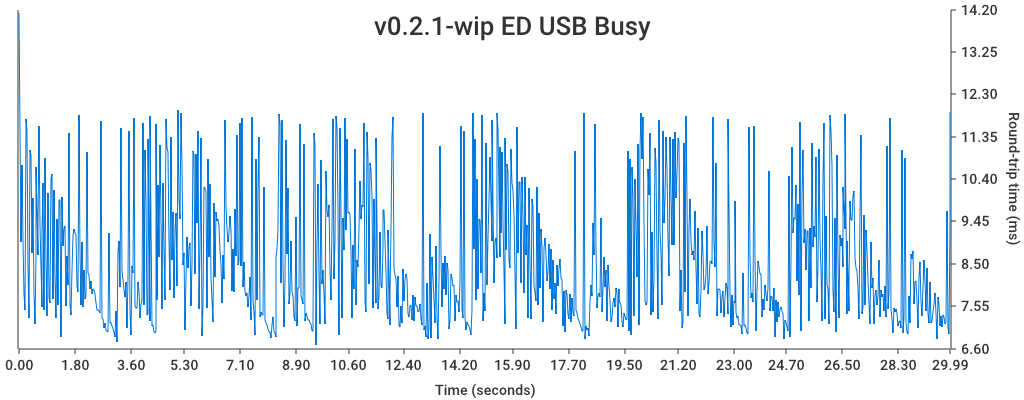 v0.2.1-wip ED USB Busy
14.20
13.25
12.30
11.35
10.40
9.45
8.50
7.55
6.60
Round-trip time (ms)
0.00 1.80 3.60 5.30 7.10 8.90 10.60 12.40 14.20 15.90 17.70 19.50 21.20 23.00 24.70 26.50 28.30 29.99
Time (seconds)